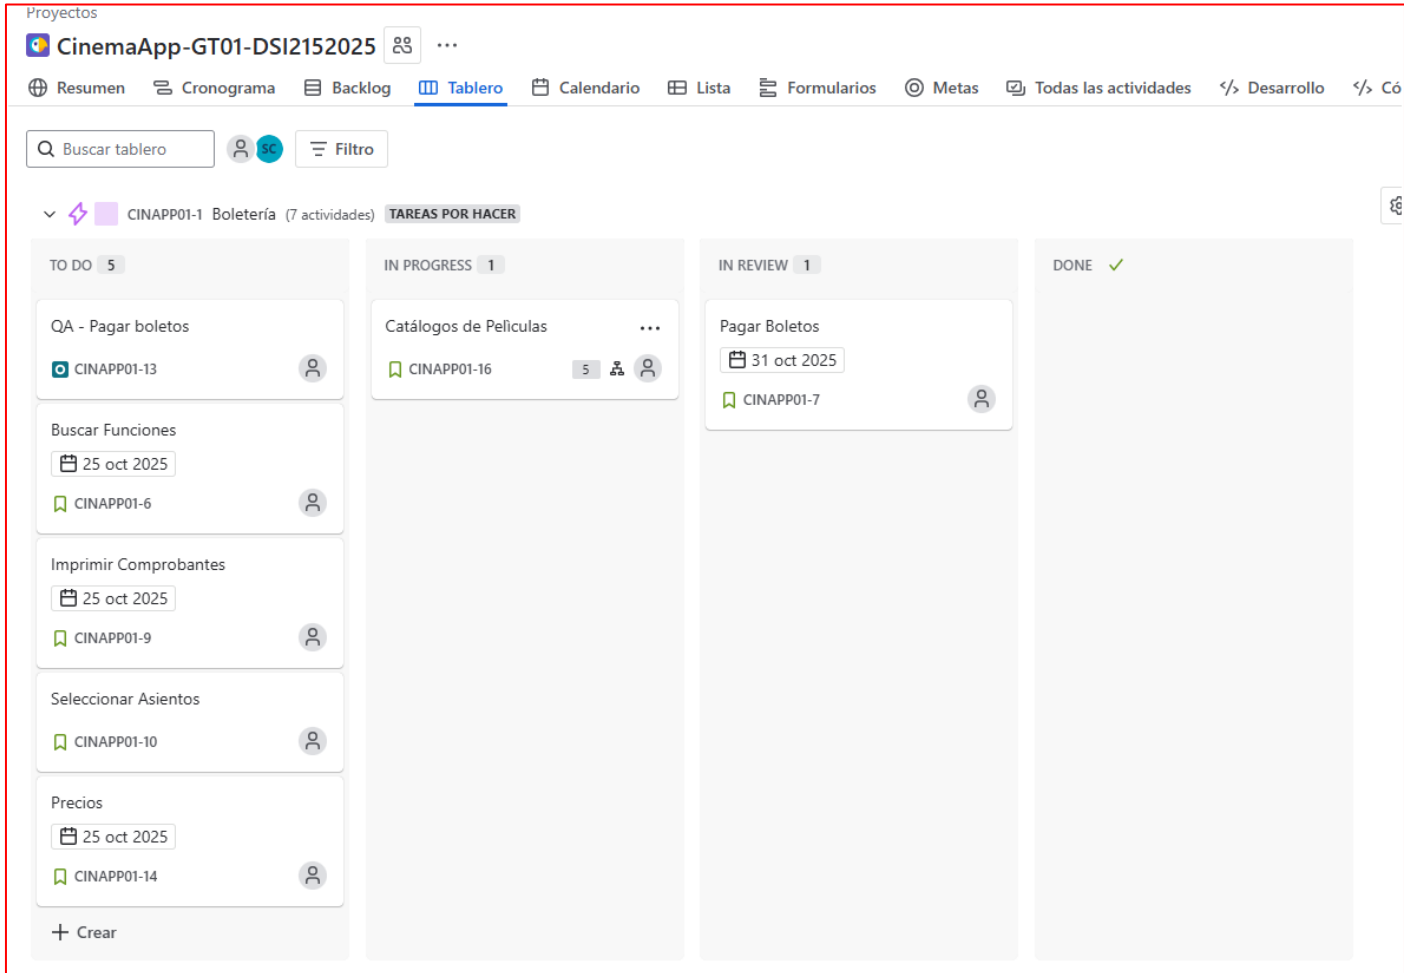 Proyectos
CinemaApp-GT01-DSI2152025
Resumen Cronograma Backlog Tablero Calendario Lista Formularios Metas Todas las actividades </> Desarrollo </> Có
Buscar tablero SC Filtro
CINAPP01-1 Boletería (7 actividades) TAREAS POR HACER
TO DO 5
QA - Pagar boletos
CINAPP01-13
Buscar Funciones
25 oct 2025
CINAPP01-6
Imprimir Comprobantes
25 oct 2025
CINAPP01-9
Seleccionar Asientos
CINAPP01-10
Precios
25 oct 2025
CINAPP01-14
+ Crear
IN PROGRESS 1
Catálogos de Pelìculas
CINAPP01-16 5
IN REVIEW 1
Pagar Boletos
31 oct 2025
CINAPP01-7
DONE